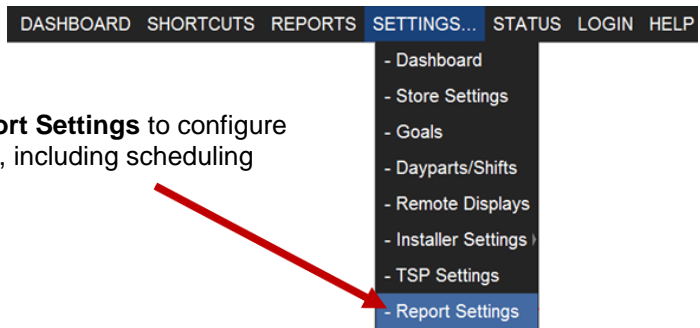 DASHBOARD SHORTCUTS REPORTS SETTINGS... STATUS LOGIN HELP
- Dashboard
- Store Settings
- Goals
- Dayparts/Shifts
- Remote Displays
- Installer Settings
- TSP Settings
- Report Settings
ort Settings to configure
, including scheduling